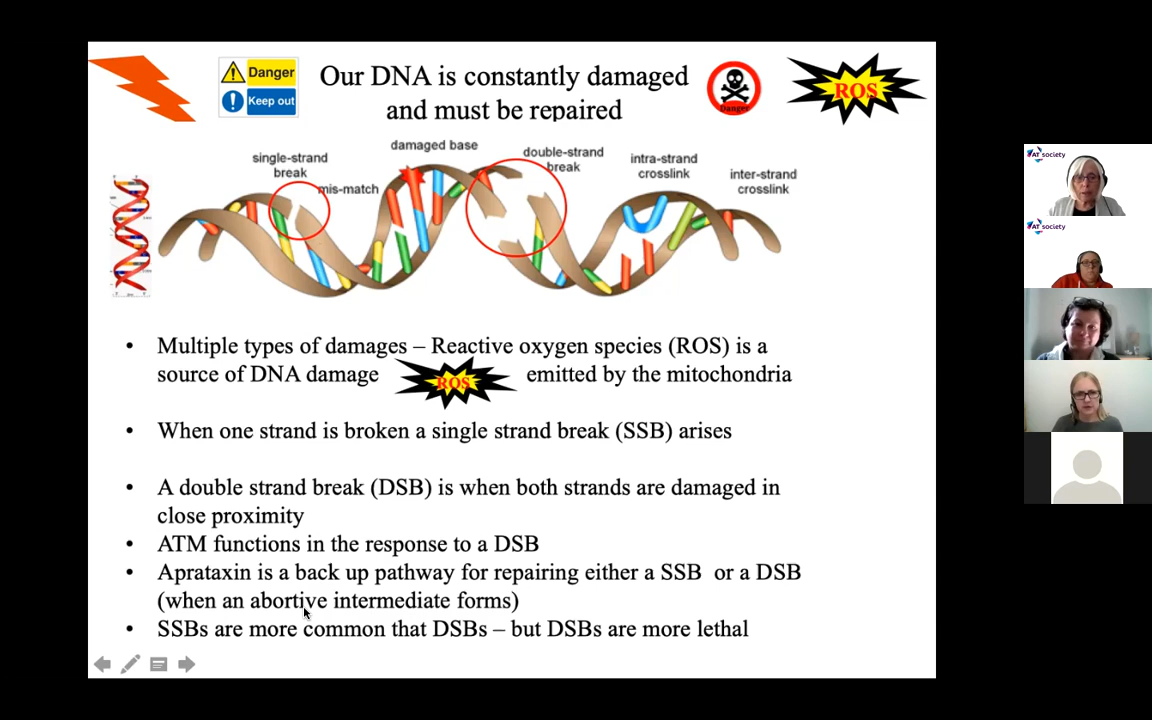 Danger
Keep out
Our DNA is constantly damaged
and must be repaired
Danger
ROS
single-strand
break
mis-match
damaged base
double-strand
break
intra-strand
crosslink
inter-strand
crosslink
• Multiple types of damages – Reactive oxygen species (ROS) is a
source of DNA damage ROS emitted by the mitochondria
• When one strand is broken a single strand break (SSB) arises
• A double strand break (DSB) is when both strands are damaged in
close proximity
• ATM functions in the response to a DSB
• Aprataxin is a back up pathway for repairing either a SSB or a DSB
(when an abortive intermediate forms)
• SSBs are more common that DSBs – but DSBs are more lethal
AT society
AT society